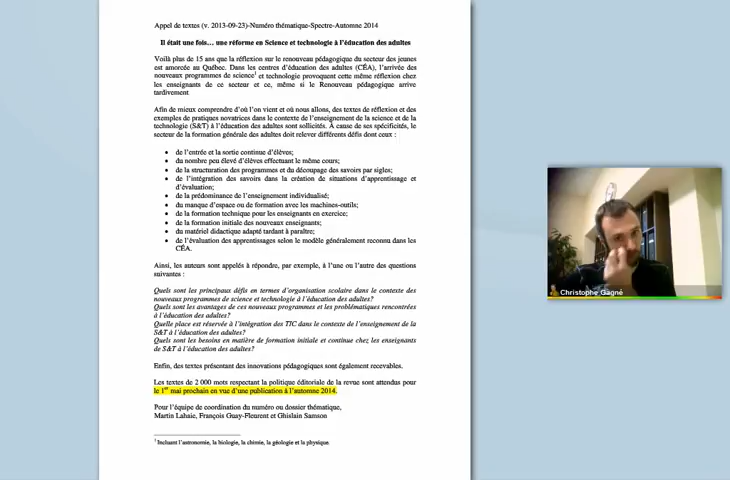 Appel de textes (v. 2013-09-23)-Numéro thématique-Spectre-Automne 2014
Il était une fois… une réforme en Science et technologie à l'éducation des adultes
Voilà plus de 15 ans que la réflexion sur le renouveau pédagogique du secteur des jeunes
est amorcée au Québec. Dans les centres d'éducation des adultes (CÉA), l'arrivée des
nouveaux programmes de science¹ et technologie provoquent cette même réflexion chez
les enseignants de ce secteur et ce, même si le Renouveau pédagogique arrive
tardivement
Afin de mieux comprendre d'où l'on vient et où nous allons, des textes de réflexion et des
exemples de pratiques novatrices dans le contexte de l'enseignement de la science et de la
technologie (S&T) à l'éducation des adultes sont sollicités. À cause de ses spécificités, le
secteur de la formation générale des adultes doit relever différents défis dont ceux :
• de l'entrée et la sortie continue d'élèves;
• du nombre peu élevé d'élèves effectuant le même cours;
• de la structuration des programmes et du découpage des savoirs par sigles;
• de l'intégration des savoirs dans la création de situations d'apprentissage et
d'évaluation;
• de la prédominance de l'enseignement individualisé;
• du manque d'espace ou de formation avec les machines-outils;
• de la formation technique pour les enseignants en exercice;
• de la formation initiale des nouveaux enseignants;
• du matériel didactique adapté tardant à paraître;
• de l'évaluation des apprentissages selon le modèle généralement reconnu dans les
CÉA.
Ainsi, les auteurs sont appelés à répondre, par exemple, à l'une ou l'autre des questions
suivantes :
Quels sont les principaux défis en termes d'organisation scolaire dans le contexte des
nouveaux programmes de science et technologie à l'éducation des adultes?
Quels sont les avantages de ces nouveaux programmes et les problématiques rencontrées
à l'éducation des adultes?
Quelle place est réservée à l'intégration des TIC dans le contexte de l'enseignement de la
S&T à l'éducation des adultes?
Quels sont les besoins en matière de formation initiale et continue chez les enseignants
de S&T à l'éducation des adultes?
Enfin, des textes présentant des innovations pédagogiques sont également recevables.
Les textes de 2 000 mots respectant la politique éditoriale de la revue sont attendus pour
le 1er mai prochain en vue d'une publication à l'automne 2014.
Pour l'équipe de coordination du numéro ou dossier thématique,
Martin Lahaie, François Guay-Fleurent et Ghislain Samson
¹ Incluant l'astronomie, la biologie, la chimie, la géologie et la physique.
Christophe Gagné